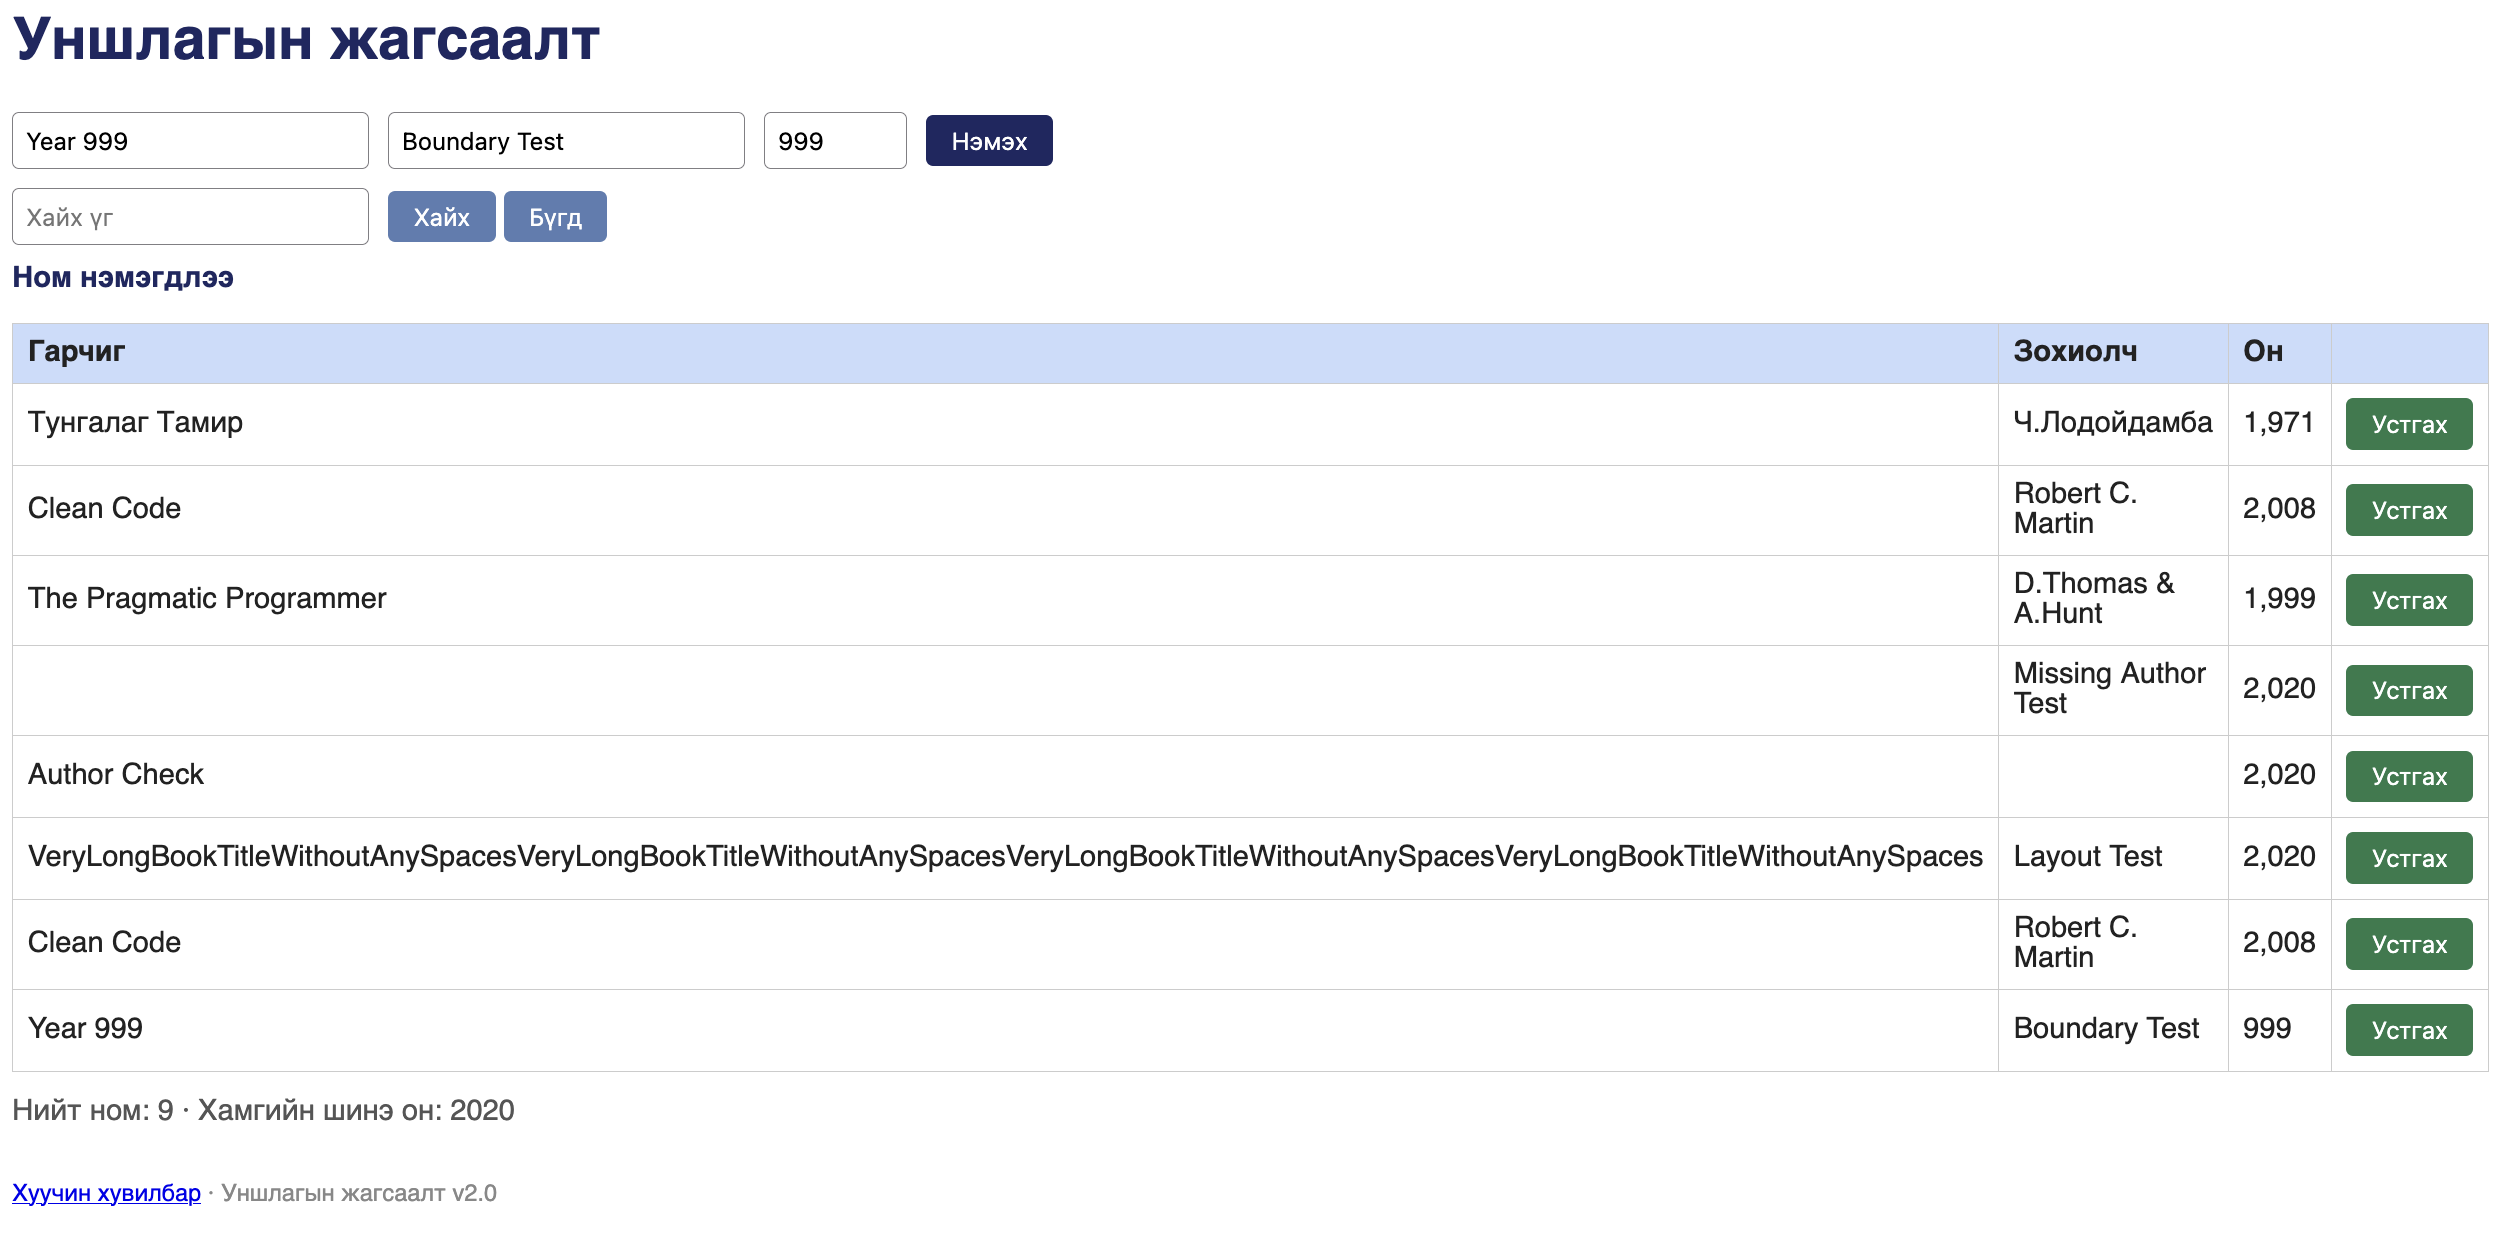 Уншлагын жагсаалт
Year 999 Boundary Test 999 Нэмэх
Хайх үг Хайх Бүгд
Ном нэмэгдлээ
Гарчиг Зохиолч Он
Тунгалаг Тамир Ч.Лодойдамба 1,971 Устгах
Clean Code Robert C. Martin 2,008 Устгах
The Pragmatic Programmer D.Thomas & A.Hunt 1,999 Устгах
Missing Author Test 2,020 Устгах
Author Check 2,020 Устгах
VeryLongBookTitleWithoutAnySpacesVeryLongBookTitleWithoutAnySpacesVeryLongBookTitleWithoutAnySpacesVeryLongBookTitleWithoutAnySpaces Layout Test 2,020 Устгах
Clean Code Robert C. Martin 2,008 Устгах
Year 999 Boundary Test 999 Устгах
Нийт ном: 9 · Хамгийн шинэ он: 2020
Хуучин хувилбар · Уншлагын жагсаалт v2.0